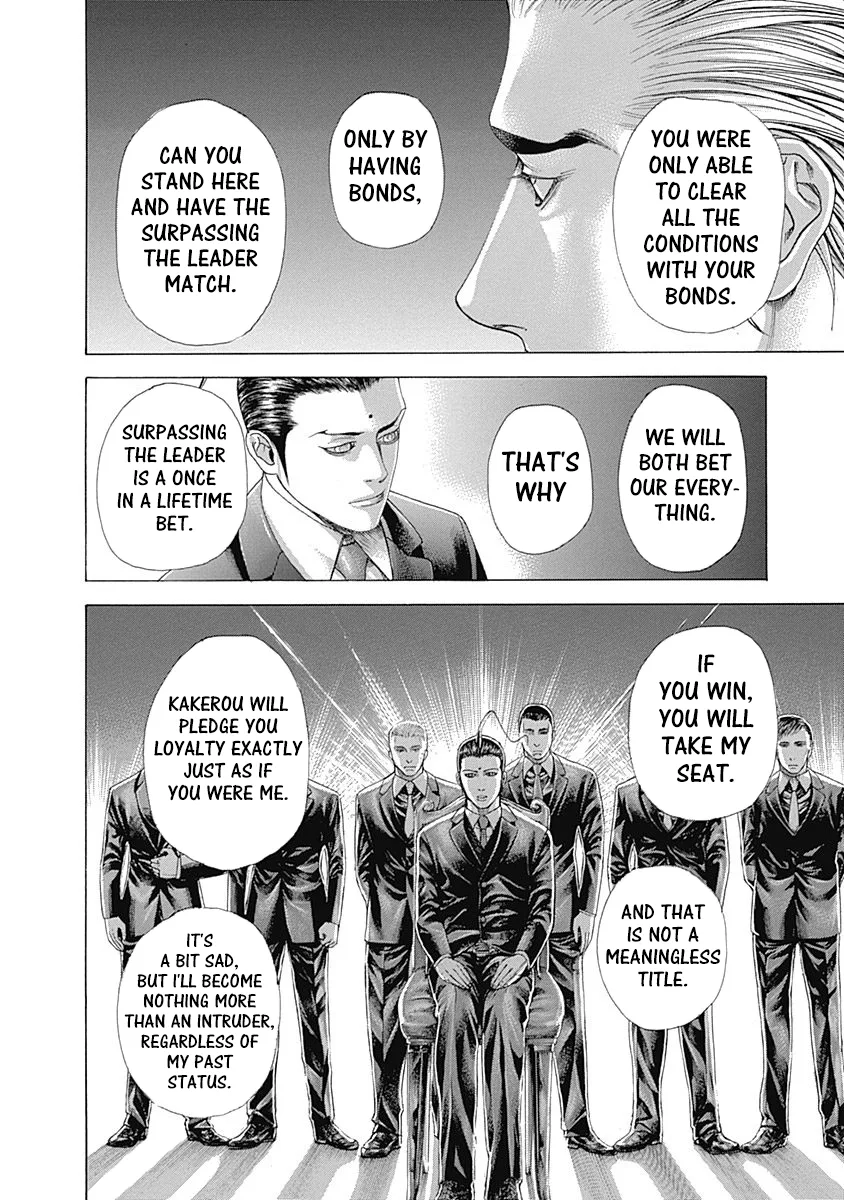 YOU WERE
ONLY ABLE
TO CLEAR
ALL THE
CONDITIONS
WITH YOUR
BONDS.
ONLY BY
HAVING
BONDS,
CAN YOU
STAND HERE
AND HAVE THE
SURPASSING
THE LEADER
MATCH.
WE WILL
BOTH BET
OUR EVERY-
THING.
THAT'S
WHY
SURPASSING
THE LEADER
IS A ONCE
IN A LIFETIME
BET.
IF
YOU WIN,
YOU WILL
TAKE MY
SEAT.
AND THAT
IS NOT A
MEANINGLESS
TITLE.
KAKEROU WILL
PLEDGE YOU
LOYALTY EXACTLY
JUST AS IF
YOU WERE ME.
IT'S
A BIT SAD,
BUT I'LL BECOME
NOTHING MORE
THAN AN INTRUDER,
REGARDLESS OF
MY PAST
STATUS.